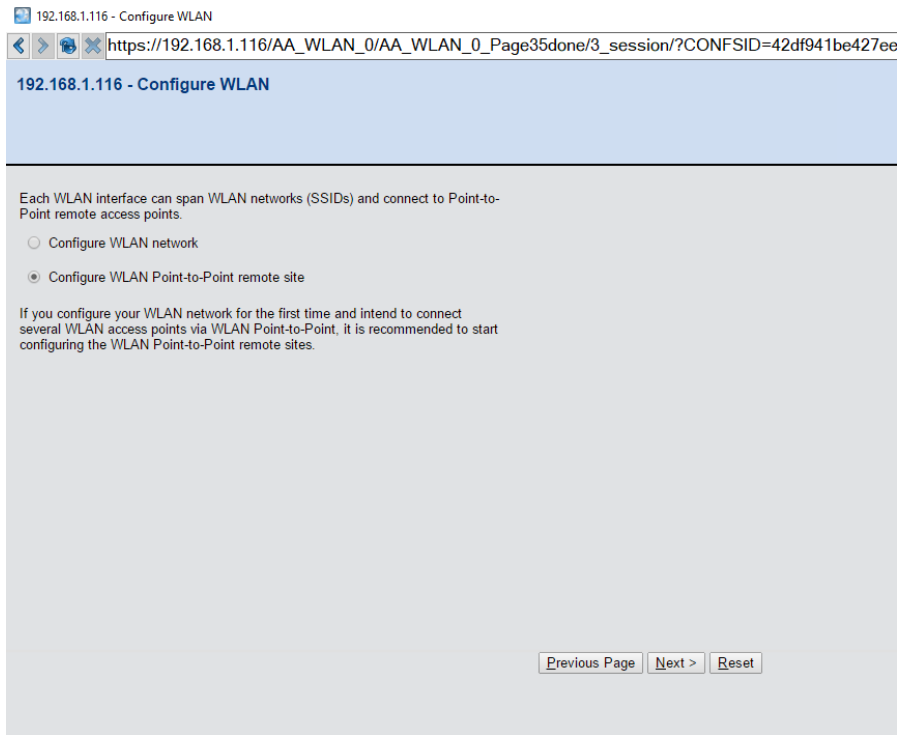 192.168.1.116 - Configure WLAN
https://192.168.1.116/AA_WLAN_0/AA_WLAN_0_Page35done/3_session/?CONFSID=42df941be427ee
192.168.1.116 - Configure WLAN
Each WLAN interface can span WLAN networks (SSIDs) and connect to Point-to-
Point remote access points.
Configure WLAN network
Configure WLAN Point-to-Point remote site
If you configure your WLAN network for the first time and intend to connect
several WLAN access points via WLAN Point-to-Point, it is recommended to start
configuring the WLAN Point-to-Point remote sites.
Previous Page Next > Reset